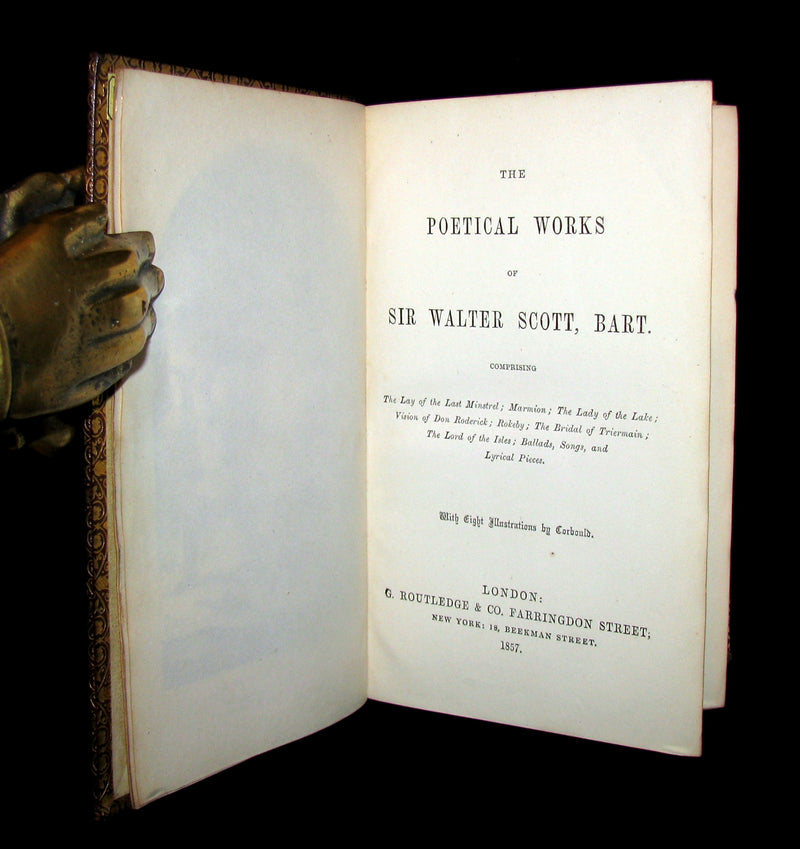 THE
POETICAL WORKS
OF
SIR WALTER SCOTT, BART.
COMPRISING
The Lay of the Last Minstrel; Marmion; The Lady of the Lake;
Vision of Don Roderick; Rokeby; The Bridal of Triermain;
The Lord of the Isles; Ballads, Songs, and
Lyrical Pieces.
With Eight Illustrations by Corbould.
LONDON:
G. ROUTLEDGE & CO. FARRINGDON STREET;
NEW YORK: 18, BEEKMAN STREET.
1857.